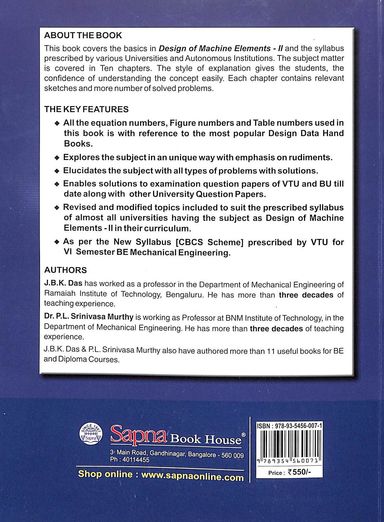 ABOUT THE BOOK
This book covers the basics in Design of Machine Elements - II and the syllabus
prescribed by various Universities and Autonomous Institutions. The subject matter
is covered in Ten chapters. The style of explanation gives the students, the
confidence of understanding the concept easily. Each chapter contains relevant
sketches and more number of solved problems.
THE KEY FEATURES
◆ All the equation numbers, Figure numbers and Table numbers used in
this book is with reference to the most popular Design Data Hand
Books.
◆ Explores the subject in an unique way with emphasis on rudiments.
◆ Elucidates the subject with all types of problems with solutions.
◆ Enables solutions to examination question papers of VTU and BU till
date along with other University Question Papers.
◆ Revised and modified topics included to suit the prescribed syllabus
of almost all universities having the subject as Design of Machine
Elements - II in their curriculum.
◆ As per the New Syllabus [CBCS Scheme] prescribed by VTU for
VI Semester BE Mechanical Engineering.
AUTHORS
J.B.K. Das has worked as a professor in the Department of Mechanical Engineering of
Ramaiah Institute of Technology, Bengaluru. He has more than three decades of
teaching experience.
Dr. P.L. Srinivasa Murthy is working as Professor at BNM Institute of Technology, in the
Department of Mechanical Engineering. He has more than three decades of teaching
experience.
J.B.K. Das & P.L. Srinivasa Murthy also have authored more than 11 useful books for BE
and Diploma Courses.
Sapna Book House®
3rd Main Road, Gandhinagar, Bangalore - 560 009
Ph : 40114455
Shop online : www.sapnaonline.com
ISBN : 978-93-5456-007-1
9 789354 560071
Price : ₹ 550/-